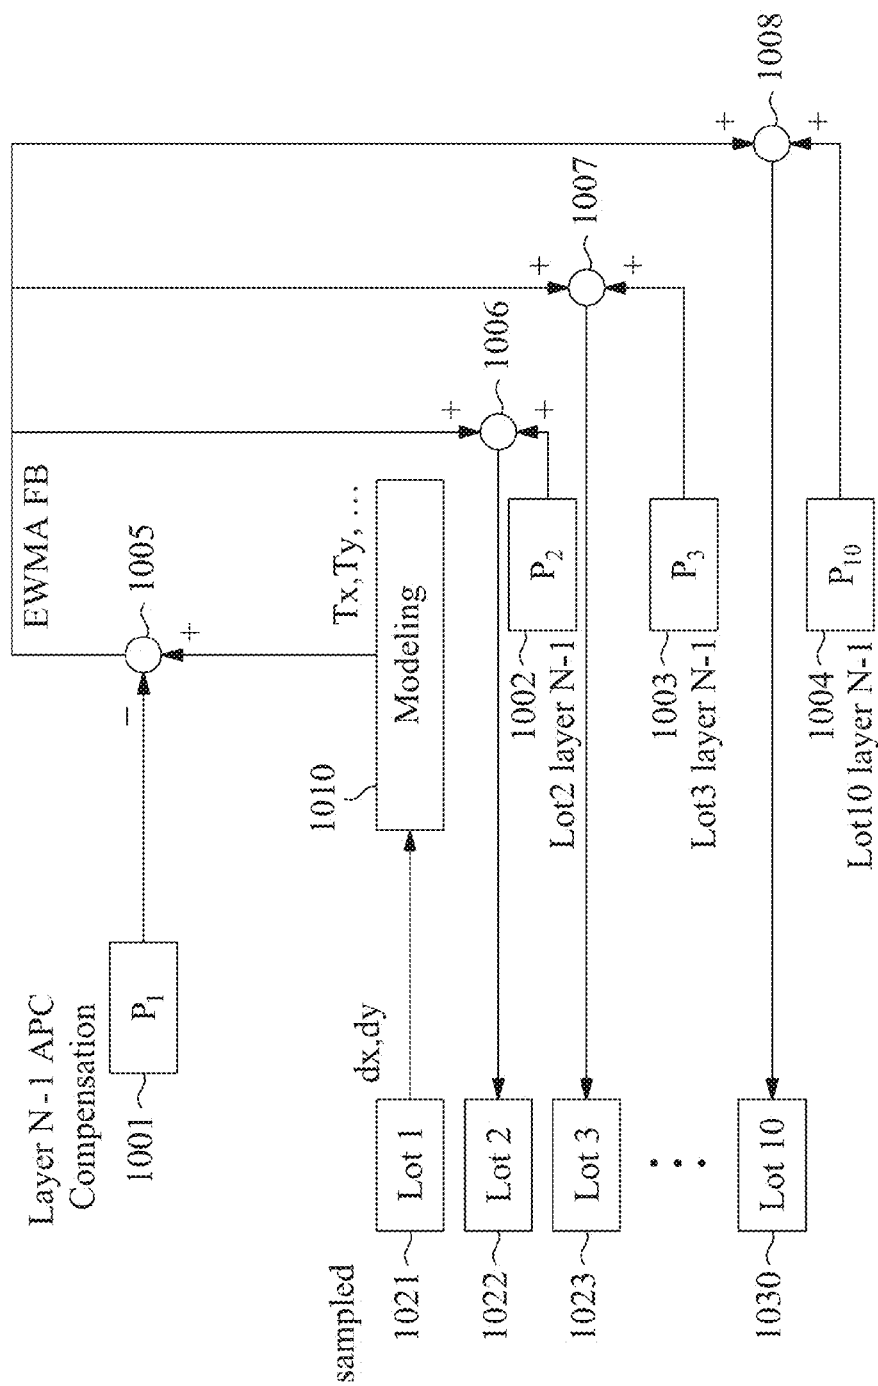 Layer N-1 APC
Compensation
1001
P1
−
1005
EWMA FB
+
sampled
1021
Lot 1
dx,dy
1010
Modeling
Tx,Ty, ...
1022
Lot 2
1002
P2
Lot2 layer N-1
+
+
1006
1023
Lot 3
1003
P3
Lot3 layer N-1
+
+
1007
1030
Lot 10
1004
P10
Lot10 layer N-1
+
+
1008